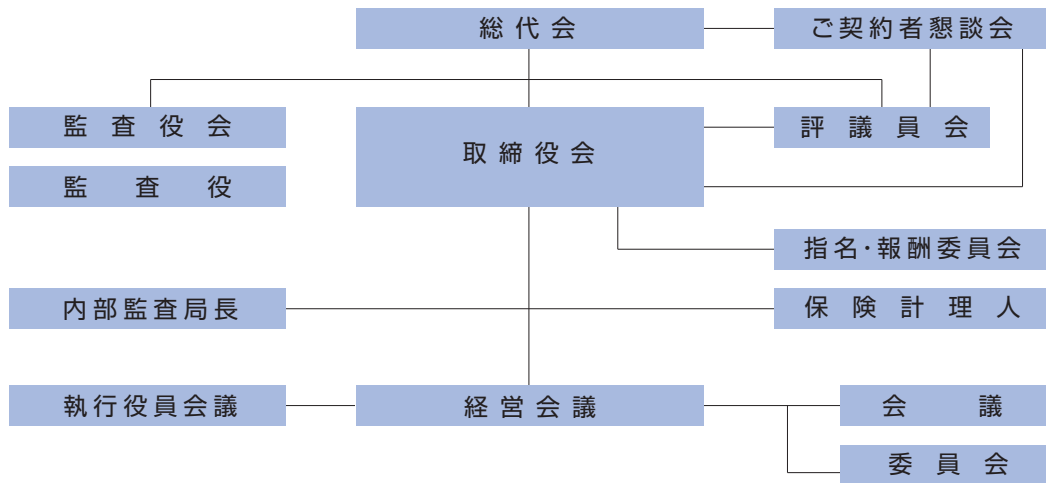 総代会
ご契約者懇談会
監査役会
取締役会
評議員会
監査役
指名・報酬委員会
内部監査局長
保険計理人
執行役員会議
経営会議
会議
委員会